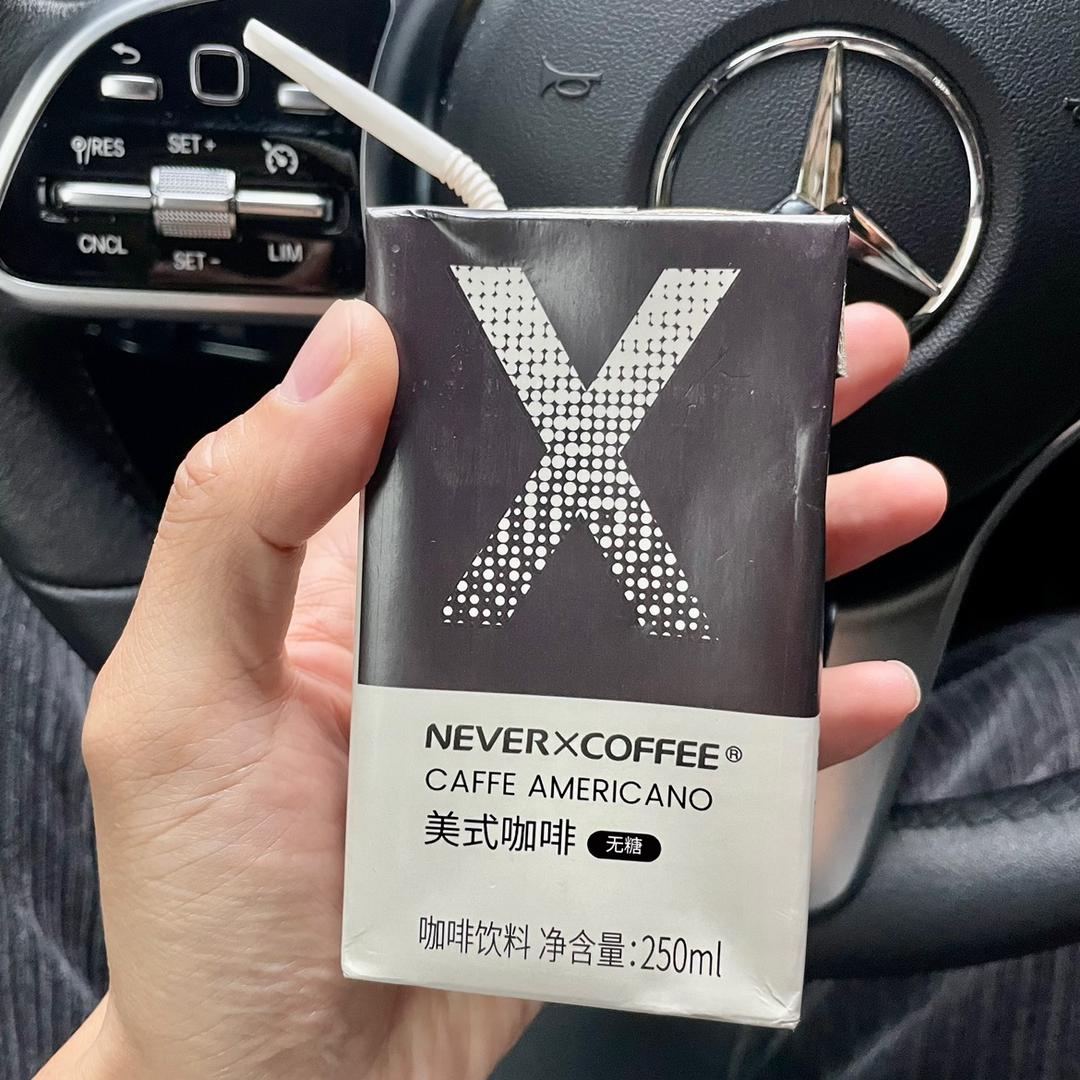 /RES
SET +
CNCL
SET -
LIM
X
NEVER×COFFEE®
CAFFE AMERICANO
美式咖啡 无糖
咖啡饮料 净含量:250ml